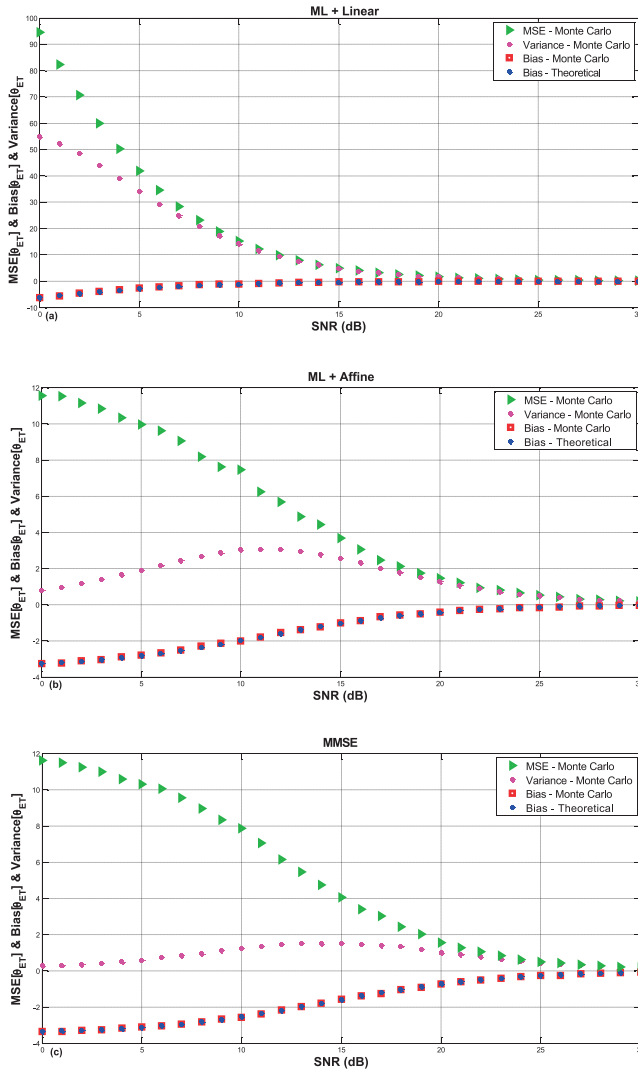 ML + Linear
100
90
80
70
60
50
40
30
20
10
0
-10
MSE[θET] & Bias[θET] & Variance[θET]
MSE - Monte Carlo
Variance - Monte Carlo
Bias - Monte Carlo
Bias - Theoretical
0 5 10 15 20 25 3
(a)
SNR (dB)
ML + Affine
12
10
8
6
4
2
0
-2
-4
MSE[θET] & Bias[θET] & Variance[θET]
MSE - Monte Carlo
Variance - Monte Carlo
Bias - Monte Carlo
Bias - Theoretical
0 5 10 15 20 25 3
(b)
SNR (dB)
MMSE
12
10
8
6
4
2
0
-2
-4
MSE[θET] & Bias[θET] & Variance[θET]
MSE - Monte Carlo
Variance - Monte Carlo
Bias - Monte Carlo
Bias - Theoretical
0 5 10 15 20 25 3
(c)
SNR (dB)